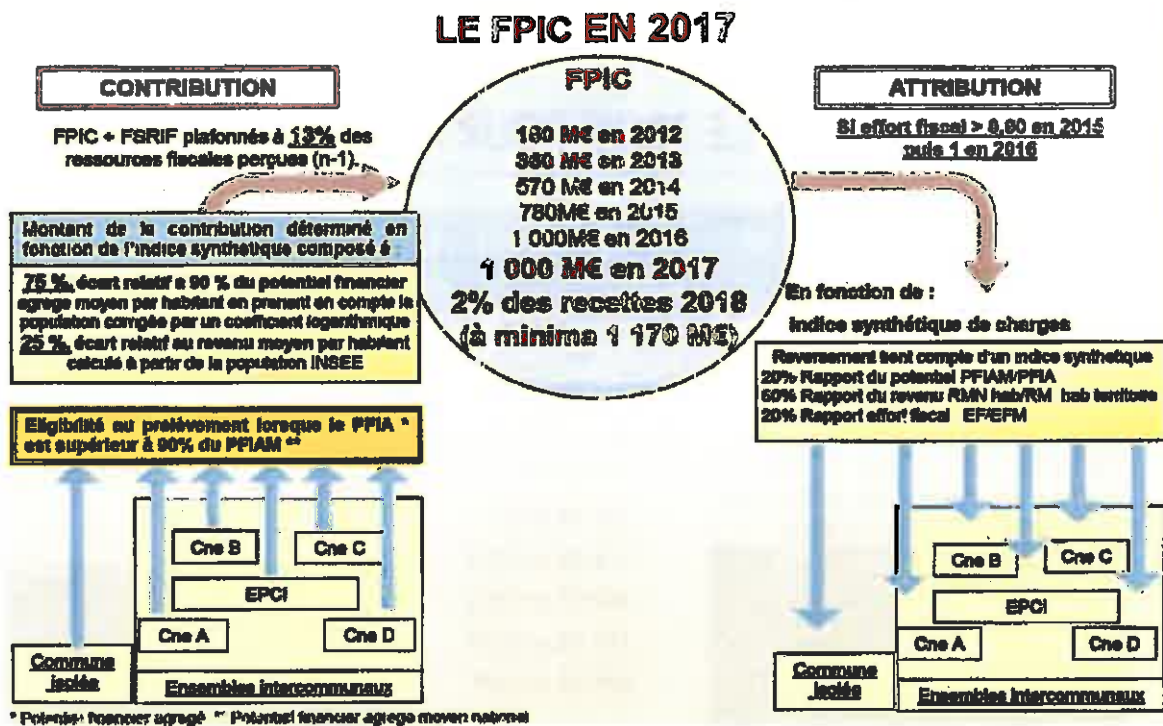 LE FPIC EN 2017
CONTRIBUTION
FPIC + FSRIF plafonnés à 13% des
ressources fiscales perçues (n-1).
Montant de la contribution déterminé en
fonction de l'indice synthétique composé à :
75 %, écart relatif à 90 % du potentiel financier
agrégé moyen par habitant en prenant en compte la
population corrigée par un coefficient logarithmique
25 %, écart relatif au revenu moyen par habitant
calculé à partir de la population INSEE
Eligibilité au prélèvement lorsque le PFIA *
est supérieur à 90% du PFIAM **
Cne B
Cne C
EPCI
Cne A
Cne D
Commune
isolée
Ensembles intercommunaux
* Potentiel financier agrégé ** Potentiel financier agrégé moyen national
FPIC
150 M€ en 2012
360 M€ en 2013
570 M€ en 2014
780M€ en 2015
1 000M€ en 2016
1 000 M€ en 2017
2% des recettes 2018
(à minima 1 170 M€)
ATTRIBUTION
Si effort fiscal > 0,90 en 2015
puis 1 en 2016
En fonction de :
Indice synthétique de charges
Reversement tient compte d'un indice synthétique
20% Rapport du potentiel PFIAM/PFIA
60% Rapport du revenu RMN hab/RM hab territoire
20% Rapport effort fiscal EF/EFM
Cne B
Cne C
EPCI
Cne A
Cne D
Commune
isolée
Ensembles intercommunaux